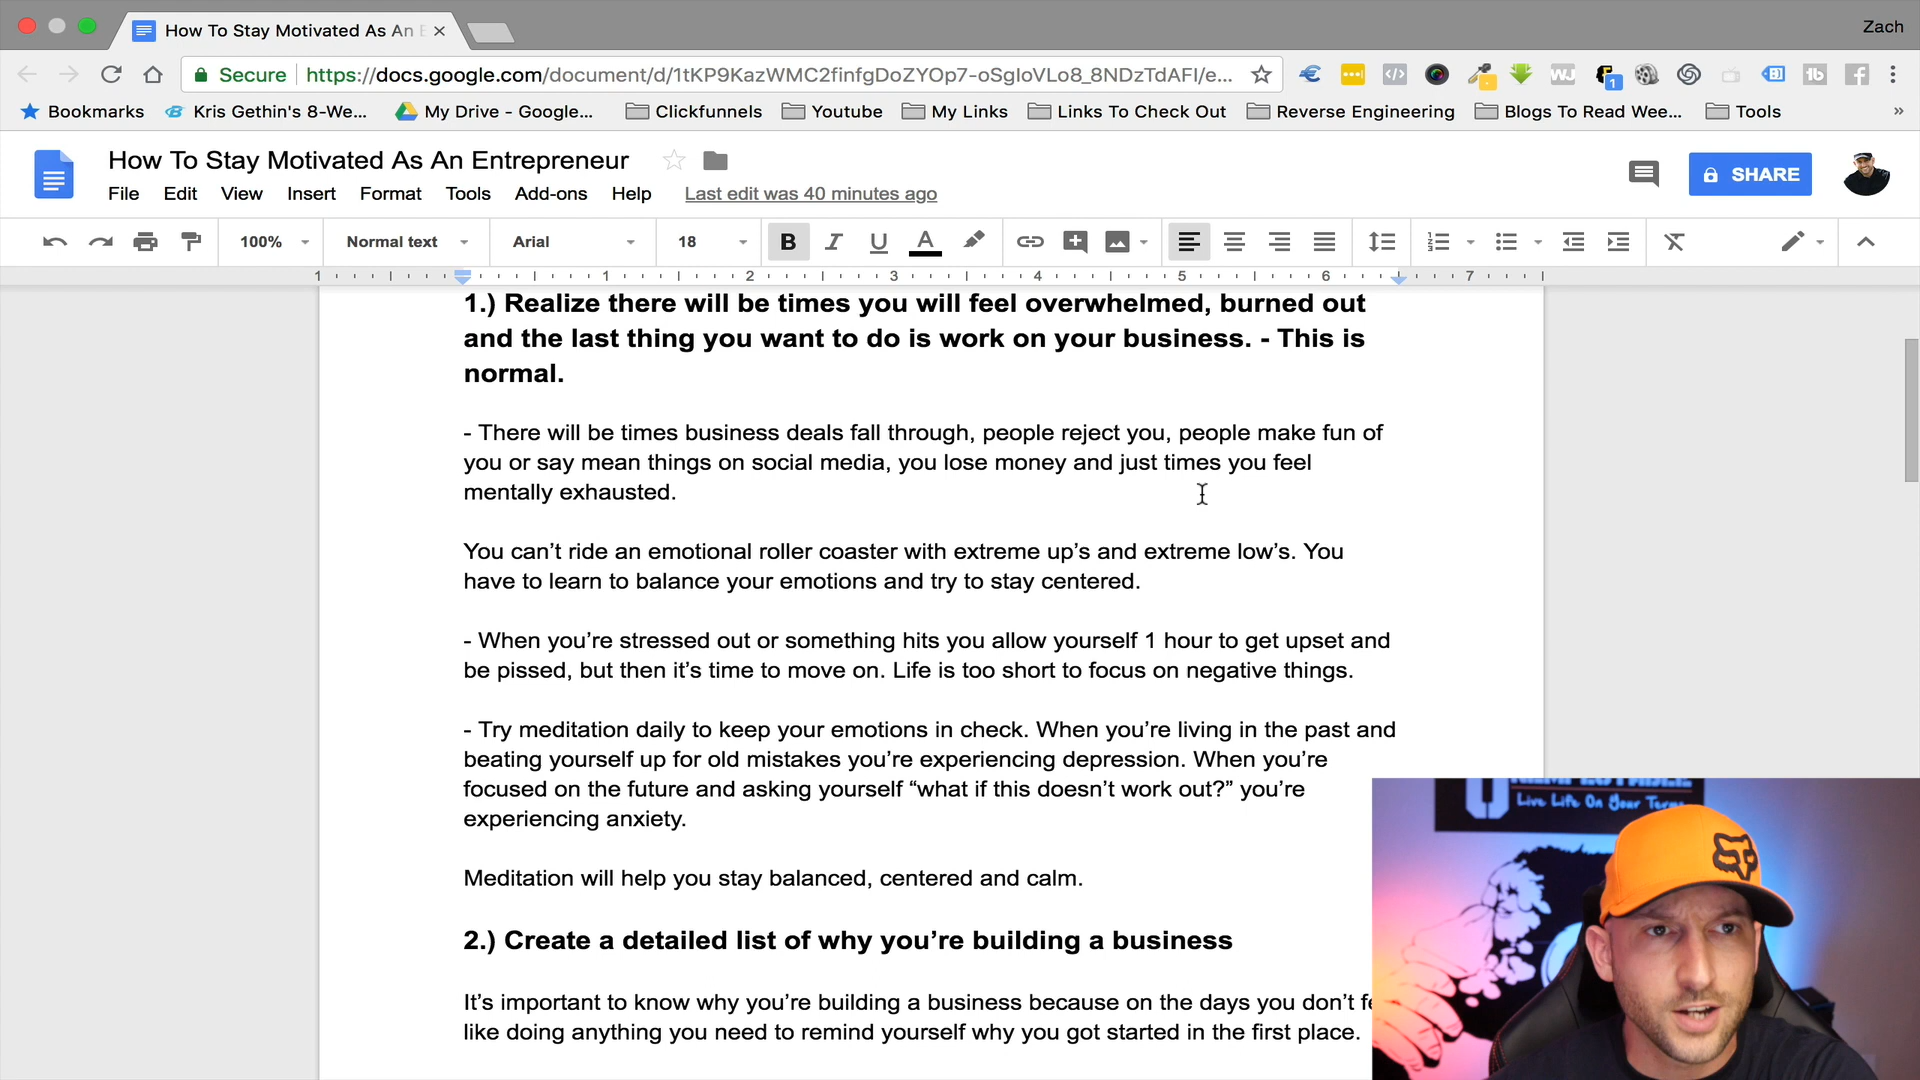 How To Stay Motivated As An E
Zach
Secure
https://docs.google.com/document/d/1tKP9KazWMC2finfgDoZYOp7-oSgIoVLo8_8NDzTdAFI/e...
Bookmarks
Kris Gethin's 8-We...
My Drive - Google...
Clickfunnels
Youtube
My Links
Links To Check Out
Reverse Engineering
Blogs To Read Wee...
Tools
»
How To Stay Motivated As An Entrepreneur
File Edit View Insert Format Tools Add-ons Help Last edit was 40 minutes ago
SHARE
100% Normal text Arial 18 B I U A
1 1 2 3 4 5 6 7
1.) Realize there will be times you will feel overwhelmed, burned out
and the last thing you want to do is work on your business. - This is
normal.
- There will be times business deals fall through, people reject you, people make fun of
you or say mean things on social media, you lose money and just times you feel
mentally exhausted.
You can’t ride an emotional roller coaster with extreme up’s and extreme low’s. You
have to learn to balance your emotions and try to stay centered.
- When you’re stressed out or something hits you allow yourself 1 hour to get upset and
be pissed, but then it’s time to move on. Life is too short to focus on negative things.
- Try meditation daily to keep your emotions in check. When you’re living in the past and
beating yourself up for old mistakes you’re experiencing depression. When you’re
focused on the future and asking yourself “what if this doesn’t work out?” you’re
experiencing anxiety.
Meditation will help you stay balanced, centered and calm.
2.) Create a detailed list of why you’re building a business
It’s important to know why you’re building a business because on the days you don’t fe
like doing anything you need to remind yourself why you got started in the first place.
Live Life On Your Terms